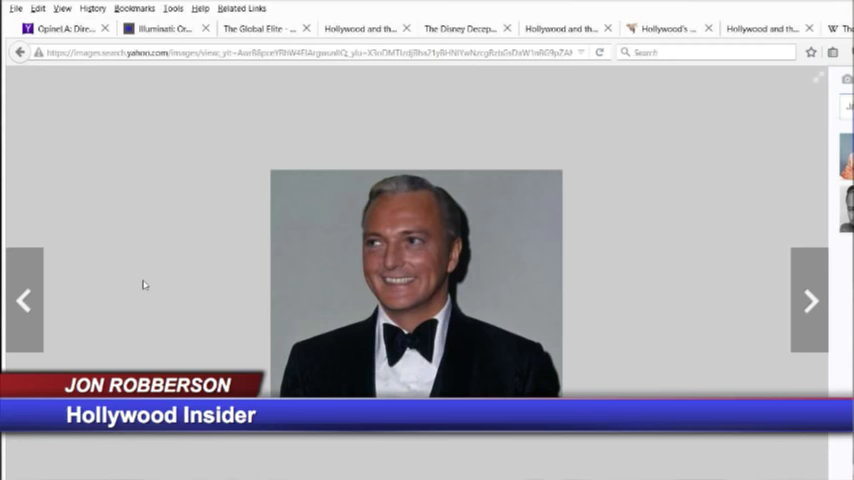 File Edit View History Bookmarks Tools Help Related Links
OpineLA: Dire... Illuminati: Or... The Global Elite - ... Hollywood and th... The Disney Decep... Hollywood and th... Hollywood's ... Hollywood and th... W
Search
JON ROBBERSON
Hollywood Insider